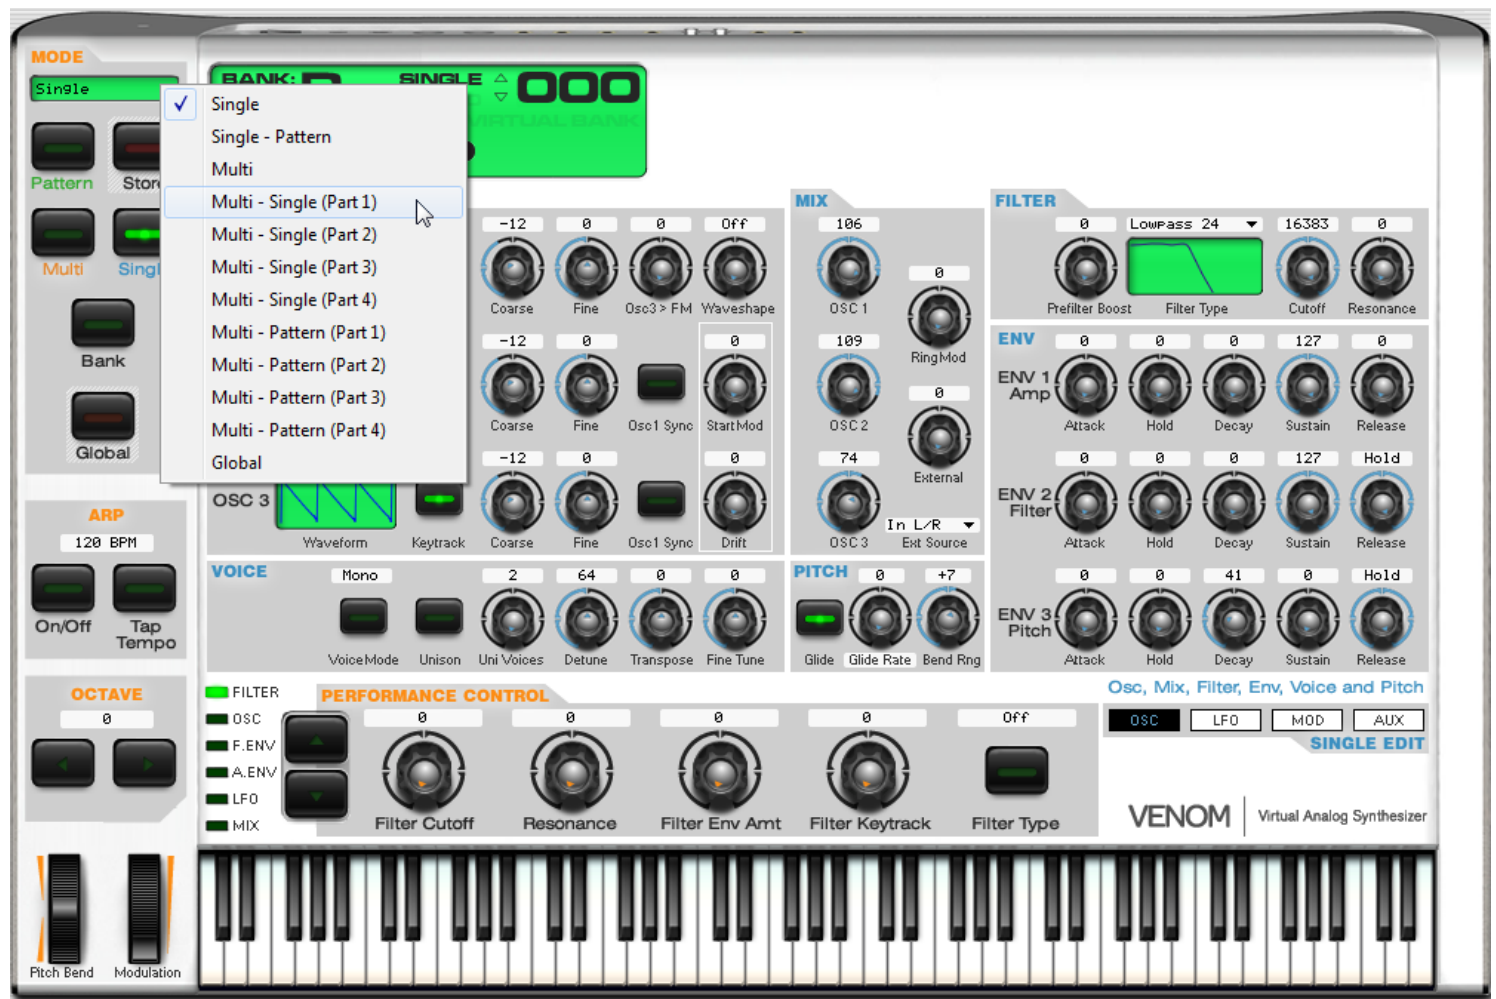 MODE
Single
BANK:
SINGLE
000
VIRTUAL BANK
Single
Single - Pattern
Multi
Multi - Single (Part 1)
Multi - Single (Part 2)
Multi - Single (Part 3)
Multi - Single (Part 4)
Multi - Pattern (Part 1)
Multi - Pattern (Part 2)
Multi - Pattern (Part 3)
Multi - Pattern (Part 4)
Global
Pattern
Multi
Bank
Global
ARP
120 BPM
On/Off
Tap Tempo
OCTAVE
0
Pitch Bend
Modulation
-12 0 0 Off
Coarse Fine Osc3 > FM Waveshape
-12 0 0
Coarse Fine Osc1 Sync Start Mod
-12 0 0
OSC 3
Waveform Keytrack Coarse Fine Osc1 Sync Drift
MIX
106
OSC 1
0
Ring Mod
109
OSC 2
0
External
74
OSC 3
In L/R
Ext Source
FILTER
0 Lowpass 24 16383 0
Prefilter Boost Filter Type Cutoff Resonance
ENV
0 0 0 127 0
ENV 1
Amp
Attack Hold Decay Sustain Release
0 0 0 127 Hold
ENV 2
Filter
Attack Hold Decay Sustain Release
0 0 41 0 Hold
ENV 3
Pitch
Attack Hold Decay Sustain Release
VOICE
Mono 2 64 0 0
Voice Mode Unison Uni Voices Detune Transpose Fine Tune
PITCH
0 +7
Glide Glide Rate Bend Rng
FILTER
OSC
F.ENV
A.ENV
LFO
MIX
PERFORMANCE CONTROL
0 0 0 0 Off
Filter Cutoff Resonance Filter Env Amt Filter Keytrack Filter Type
Osc, Mix, Filter, Env, Voice and Pitch
OSC LFO MOD AUX
SINGLE EDIT
VENOM
Virtual Analog Synthesizer